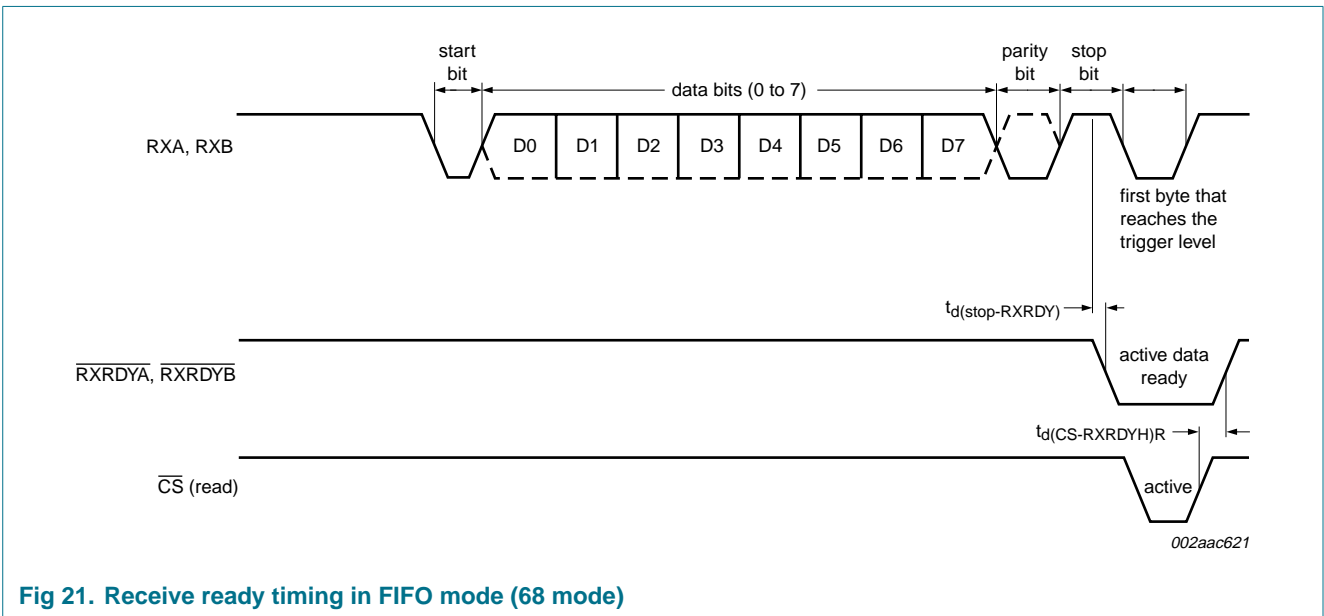 start
bit
data bits (0 to 7)
parity
bit
stop
bit
RXA, RXB
D0 D1 D2 D3 D4 D5 D6 D7
first byte that
reaches the
trigger level
td(stop-RXRDY)
RXRDYA, RXRDYB
active data
ready
td(CS-RXRDYH)R
CS (read)
active
002aac621
Fig 21. Receive ready timing in FIFO mode (68 mode)